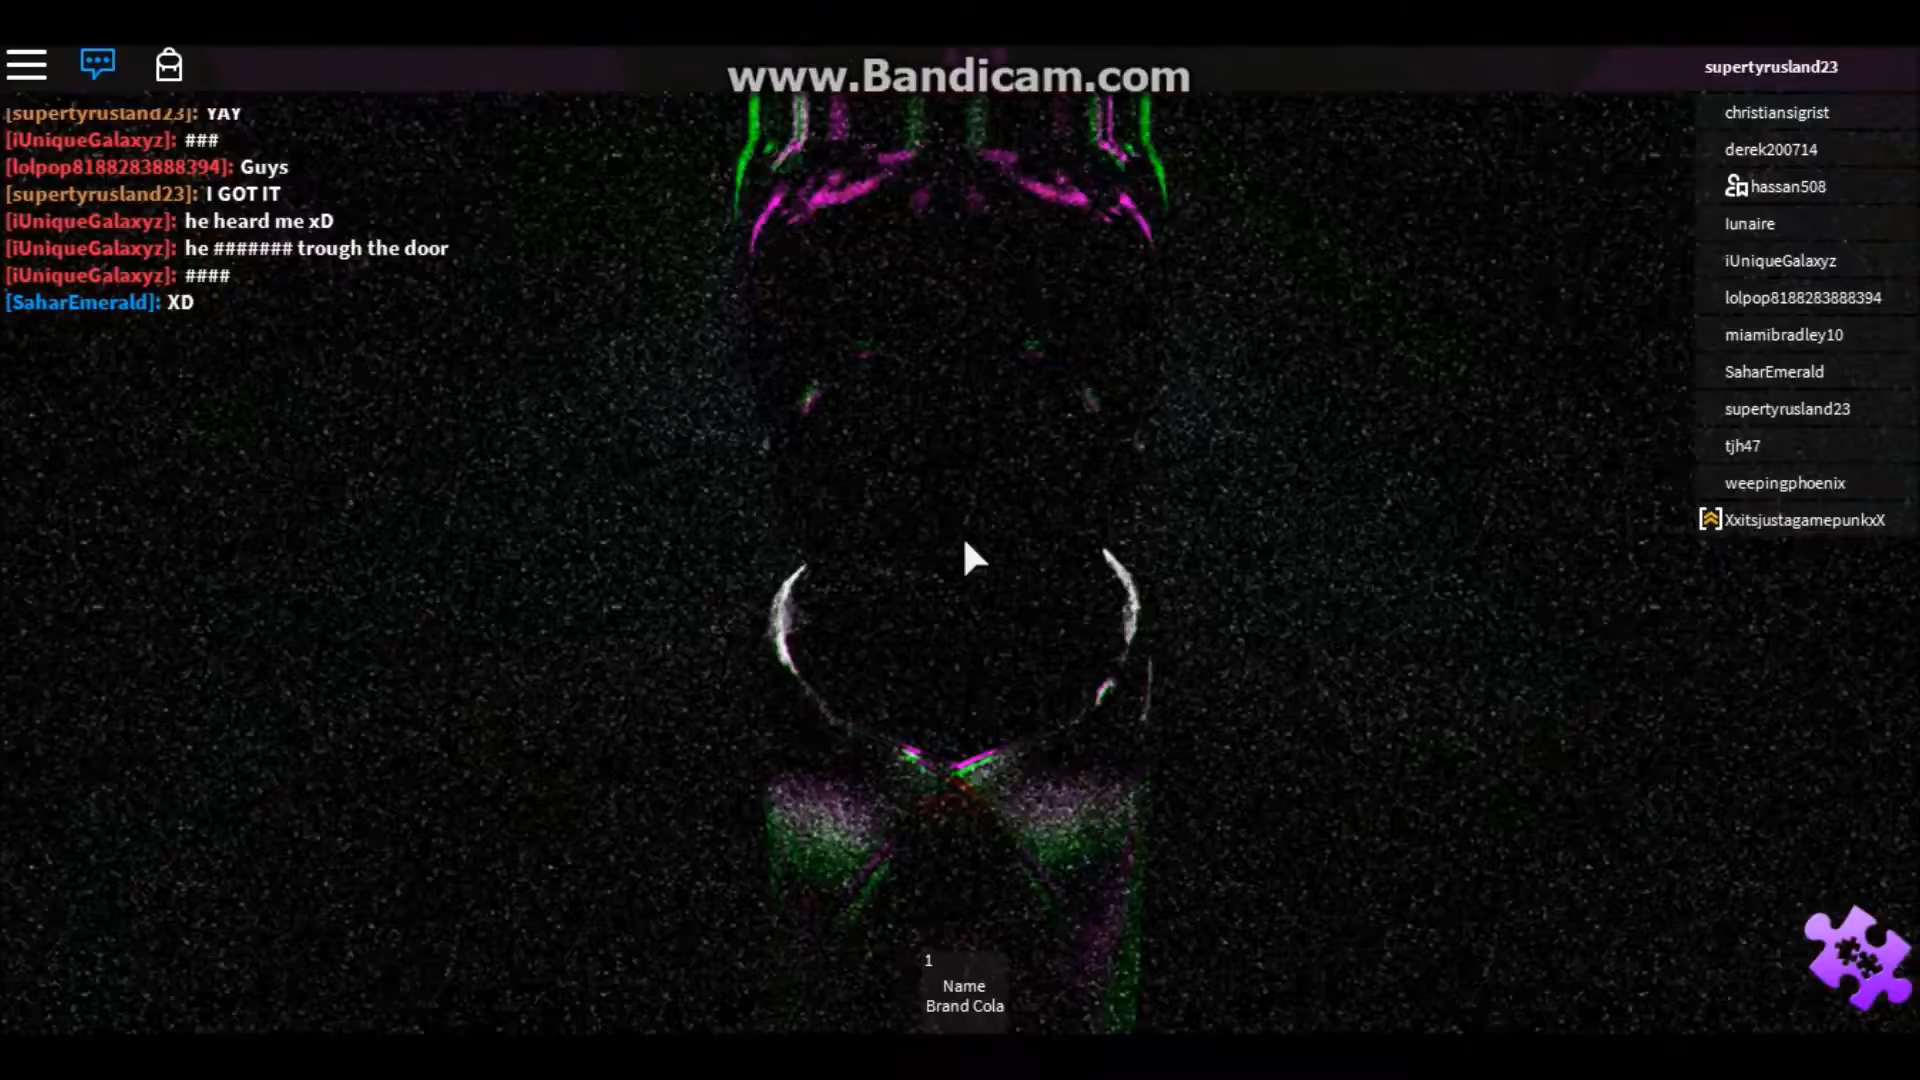 www.Bandicam.com
[supertyrusland23]: YAY
[iUniqueGalaxyz]: ###
[lolpop8188283888394]: Guys
[supertyrusland23]: I GOT IT
[iUniqueGalaxyz]: he heard me xD
[iUniqueGalaxyz]: he ####### trough the door
[iUniqueGalaxyz]: ####
[SaharEmerald]: XD
supertyrusland23
christiansigrist
derek200714
hassan508
lunaire
iUniqueGalaxyz
lolpop8188283888394
miamibradley10
SaharEmerald
supertyrusland23
tjh47
weepingphoenix
XxitsjustagamepunkxX
1
Name
Brand Cola